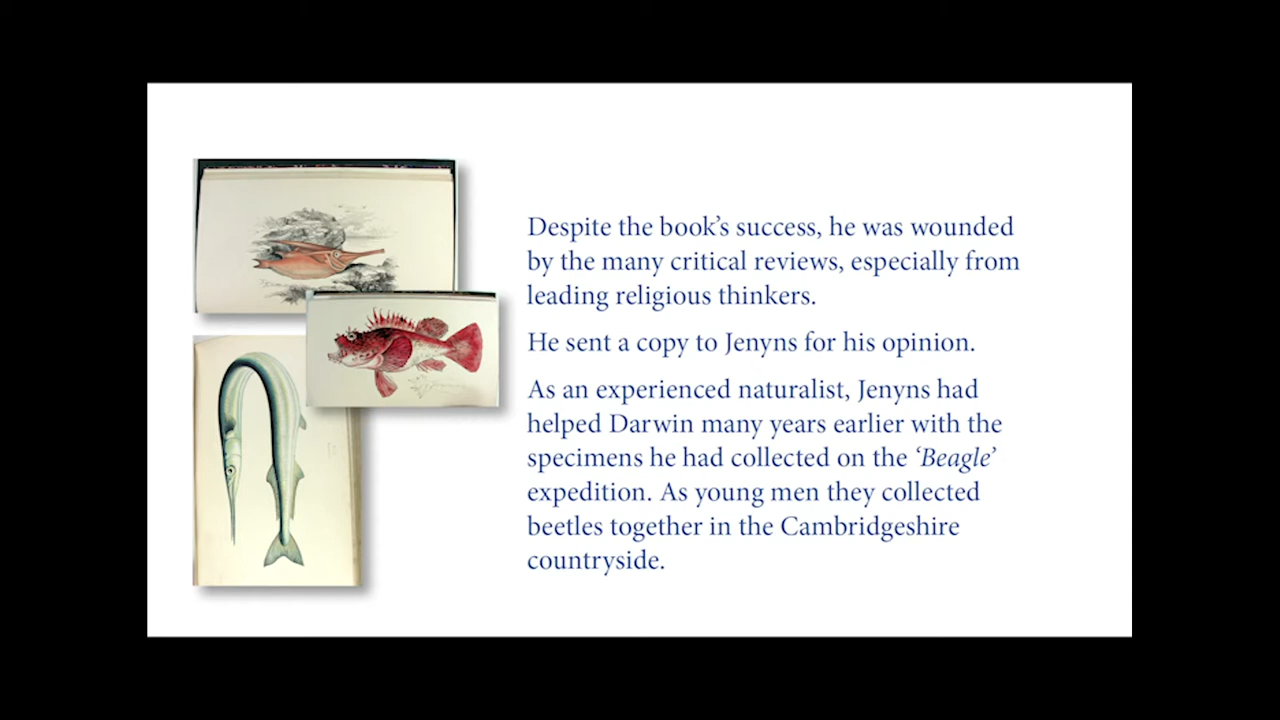 Despite the book’s success, he was wounded
by the many critical reviews, especially from
leading religious thinkers.
He sent a copy to Jenyns for his opinion.
As an experienced naturalist, Jenyns had
helped Darwin many years earlier with the
specimens he had collected on the ‘Beagle’
expedition. As young men they collected
beetles together in the Cambridgeshire
countryside.